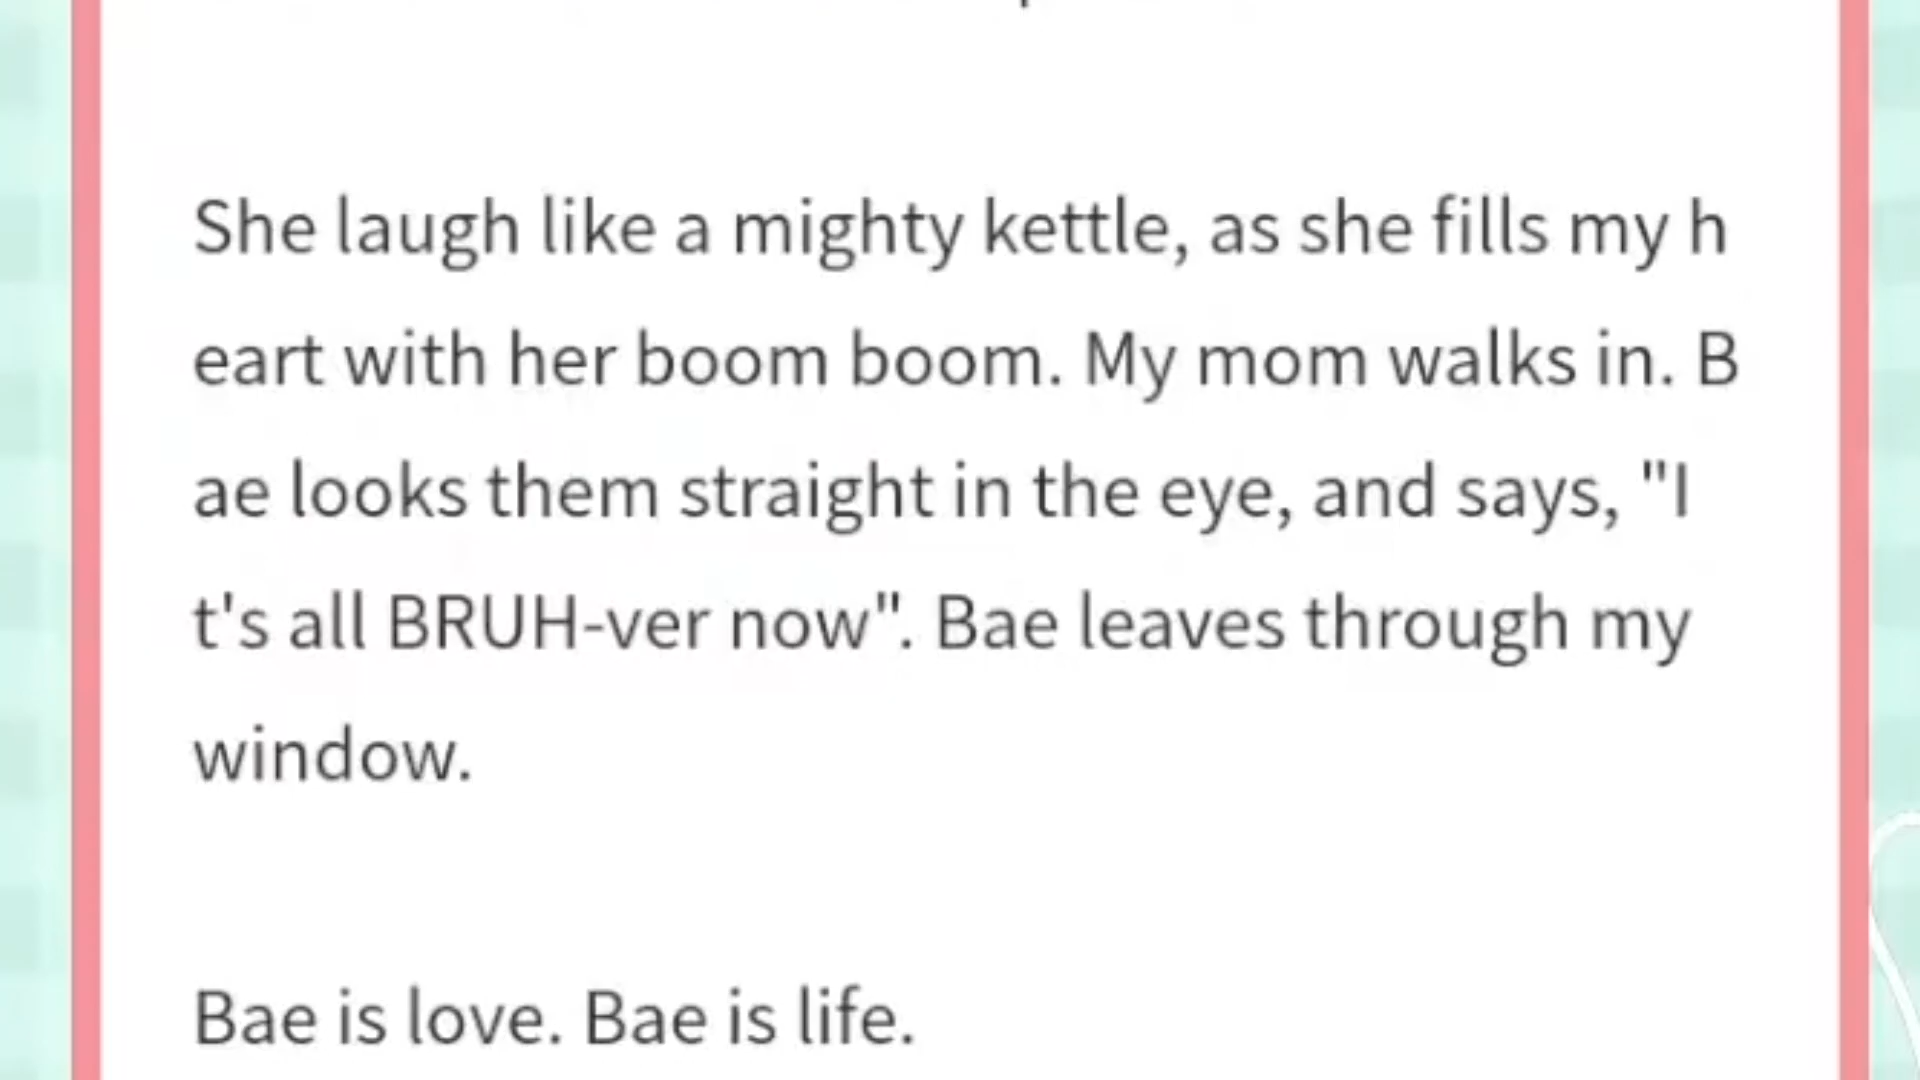 She laugh like a mighty kettle, as she fills my h
eart with her boom boom. My mom walks in. B
ae looks them straight in the eye, and says, "I
t's all BRUH-ver now". Bae leaves through my
window.
Bae is love. Bae is life.